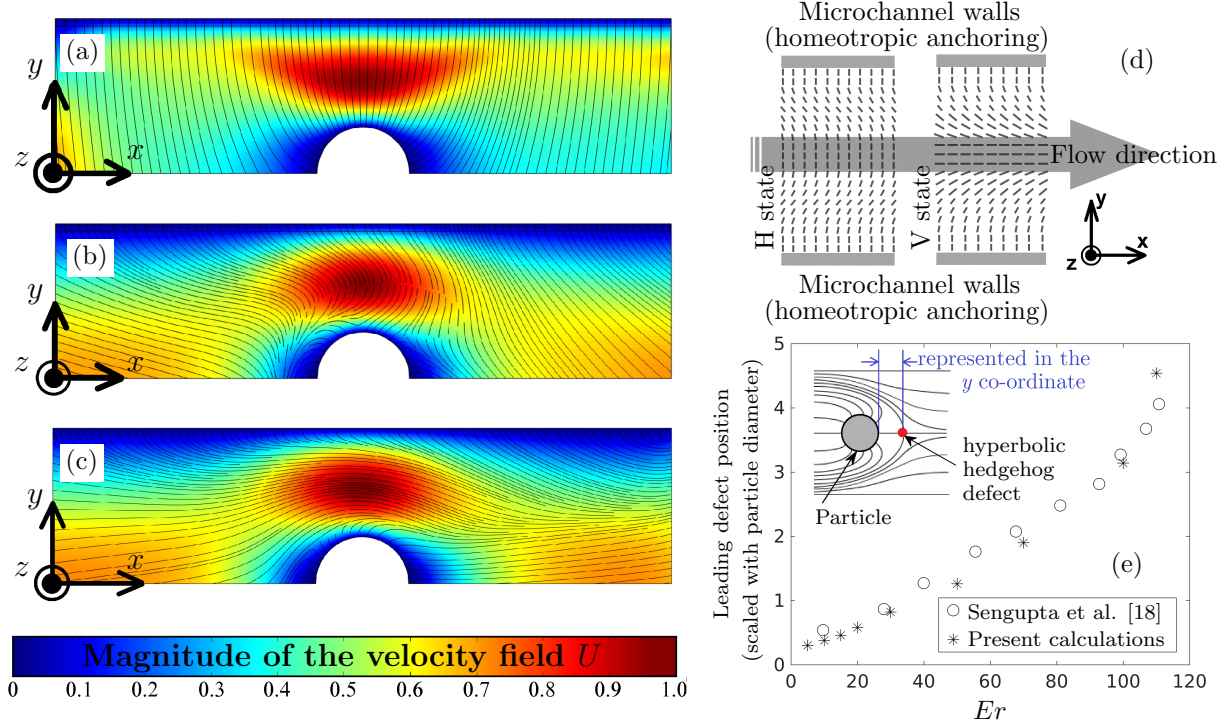 (a)
y
z
x
(b)
y
z
x
(c)
y
z
x
Magnitude of the velocity field U
0 0.1 0.2 0.3 0.4 0.5 0.6 0.7 0.8 0.9 1.0
Microchannel walls
(homeotropic anchoring)
(d)
H state
V state
Flow direction
y
x
z
Microchannel walls
(homeotropic anchoring)
Leading defect position
(scaled with particle diameter)
5
4
3
2
1
0
represented in the
y co-ordinate
hyperbolic
hedgehog
defect
Particle
(e)
Sengupta et al. [18]
Present calculations
0 20 40 60 80 100 120
Er